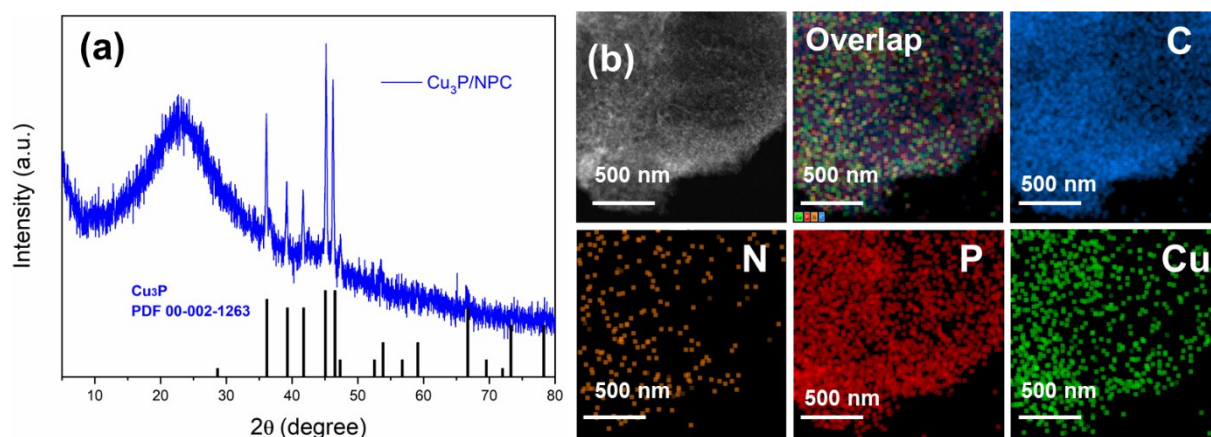 (a)
Cu₃P/NPC
Intensity (a.u.)
Cu₃P
PDF 00-002-1263
10 20 30 40 50 60 70 80
2θ (degree)
(b)
500 nm
Overlap
500 nm
C
500 nm
N
500 nm
P
500 nm
Cu
500 nm